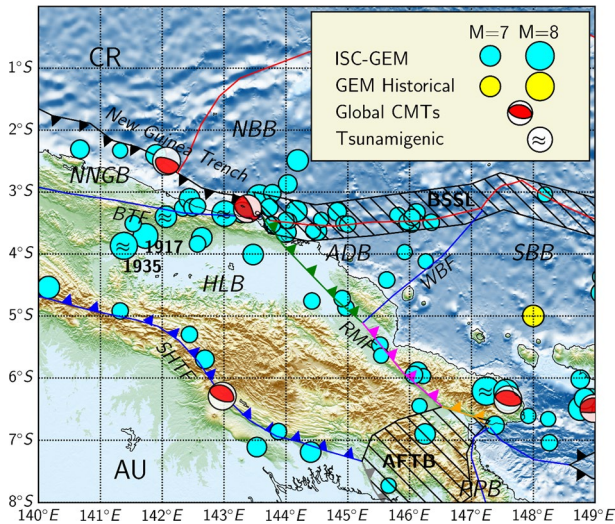 M=7 M=8
ISC-GEM
GEM Historical
Global CMTs
Tsunamigenic
CR
NBB
New Guinea Trench
NNGB
BTF
BSSL
1917
1935
ADB
SBB
WBF
HLB
RMF
SHTF
AFTB
AU
PPB
1°S
2°S
3°S
4°S
5°S
6°S
7°S
8°S
140°E 141°E 142°E 143°E 144°E 145°E 146°E 147°E 148°E 149°E